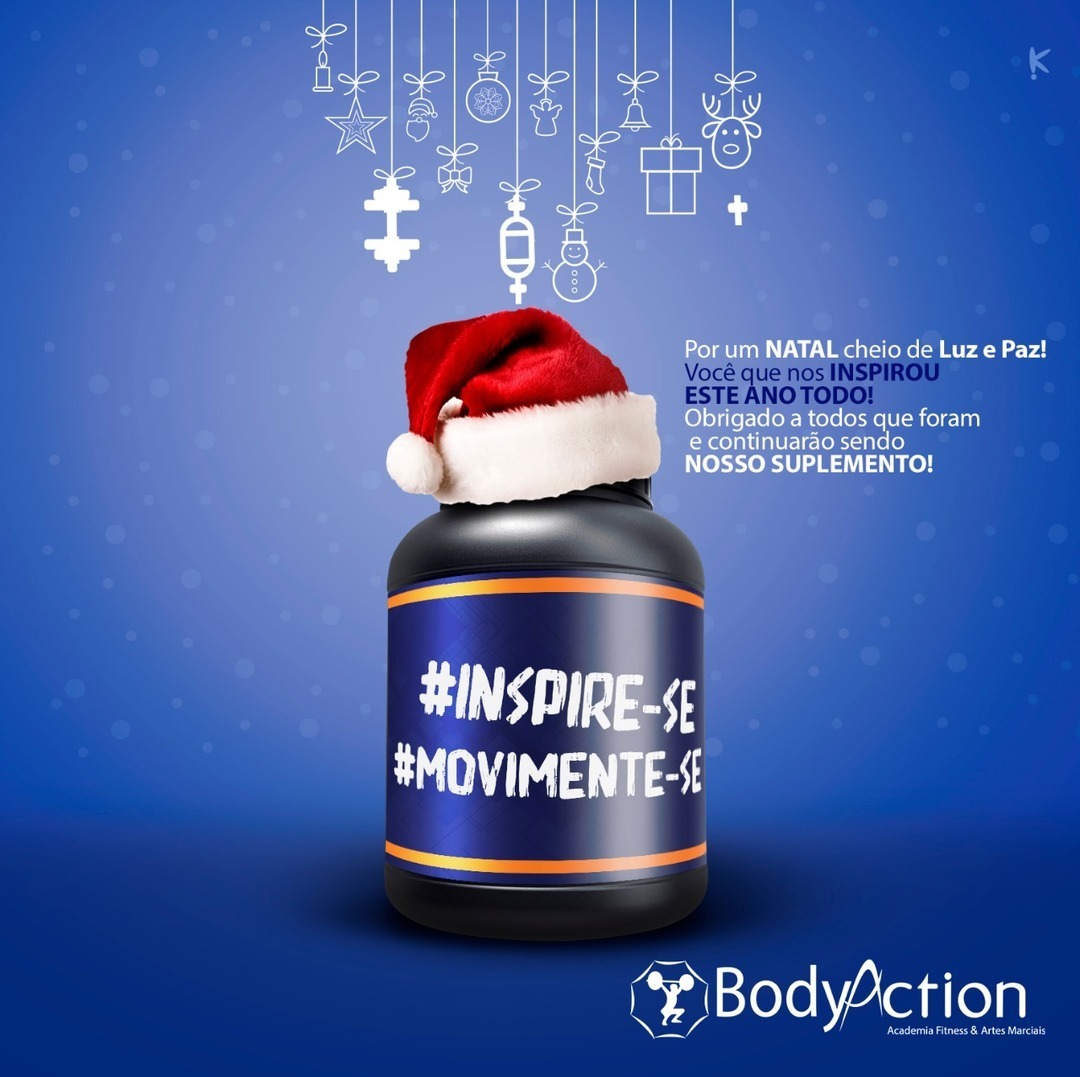 Por um NATAL cheio de Luz e Paz!
Você que nos INSPIROU
ESTE ANO TODO!
Obrigado a todos que foram
e continuarão sendo
NOSSO SUPLEMENTO!
#INSPIRE-SE
#MOVIMENTE-SE
BodyAction
Academia Fitness & Artes Marciais